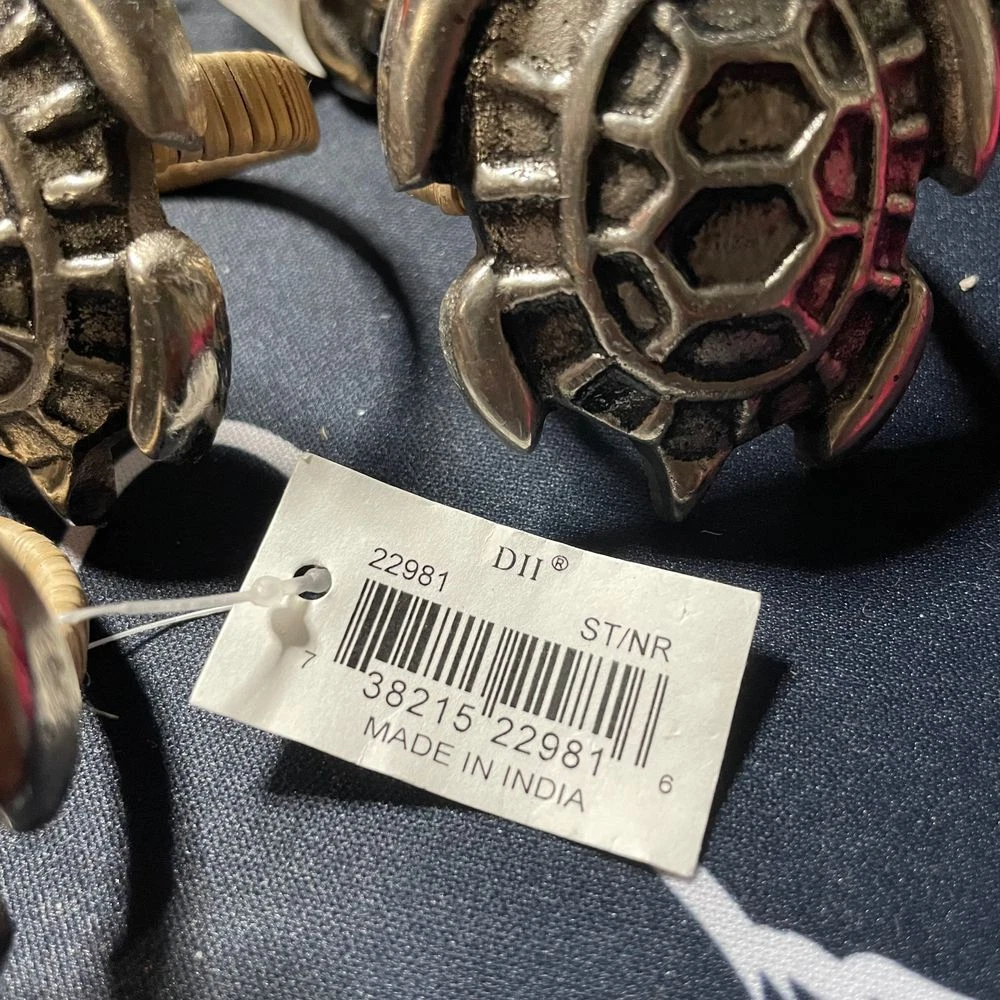 DII®
22981
ST/NR
7 38215 22981 6
MADE IN INDIA